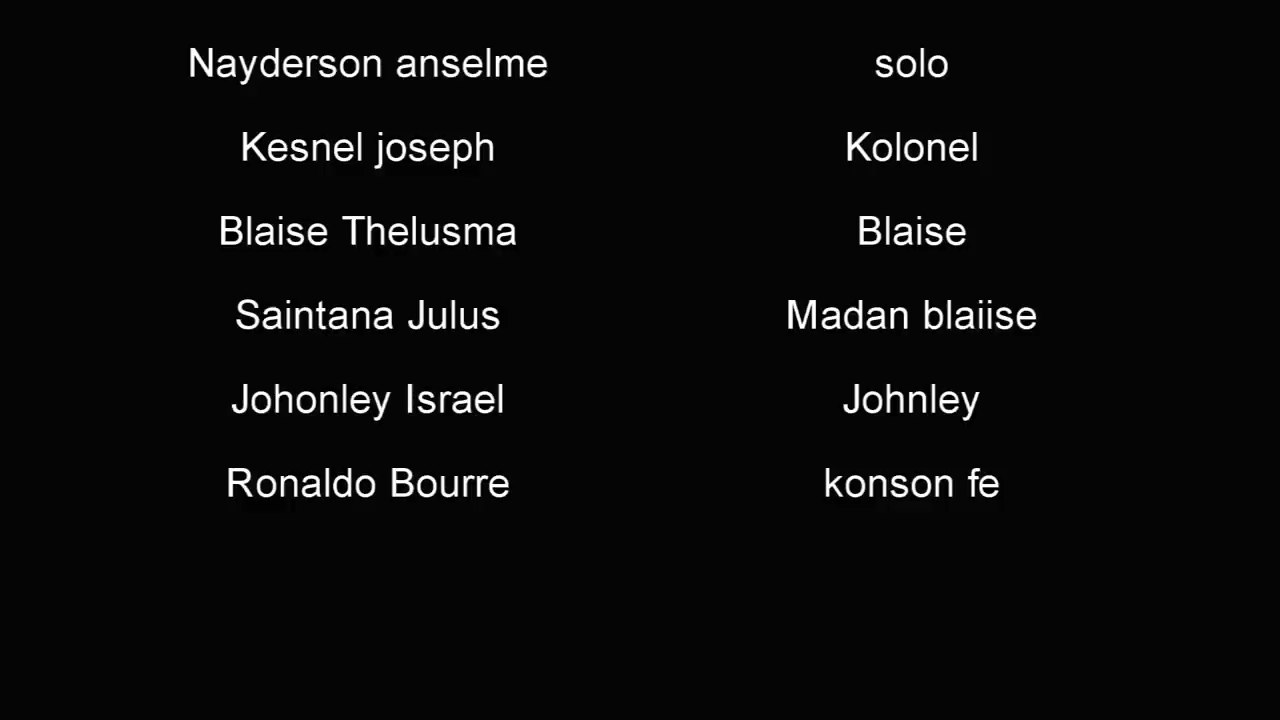 Nayderson anselme solo
Kesnel joseph Kolonel
Blaise Thelusma Blaise
Saintana Julus Madan blaiise
Johonley Israel Johnley
Ronaldo Bourre konson fe